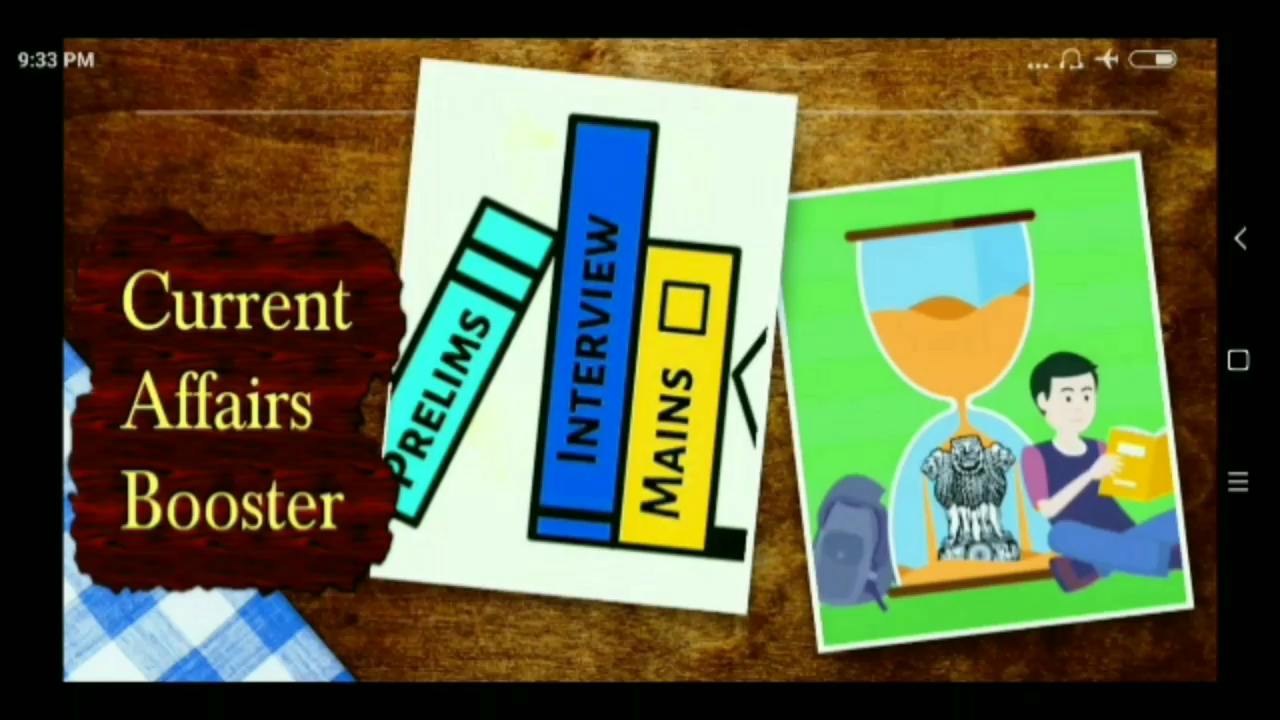 9:33 PM
Current
Affairs
Booster
PRELIMS
INTERVIEW
MAINS